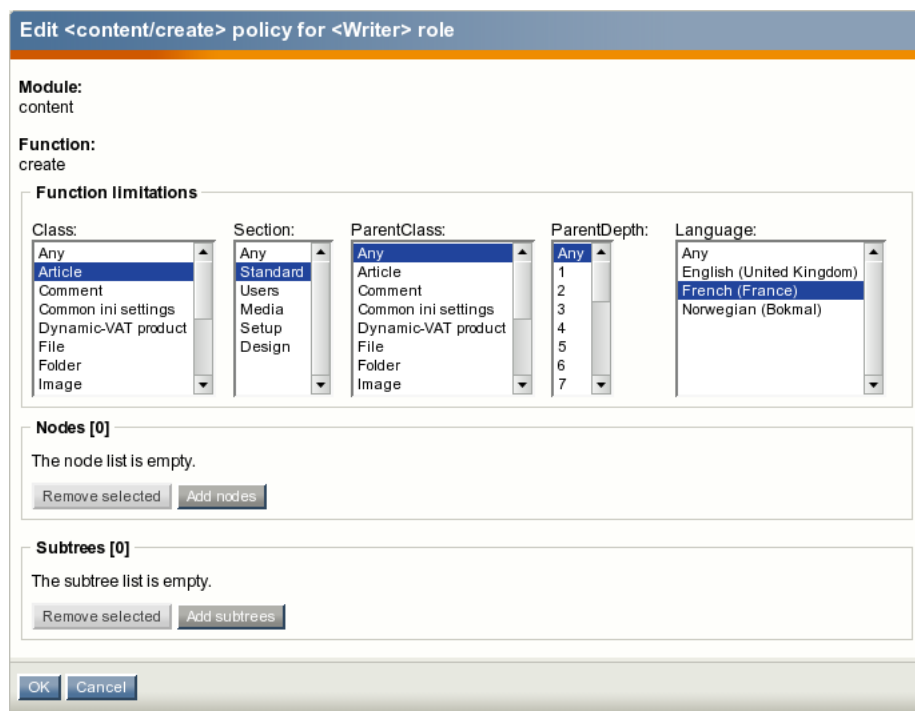 Edit <content/create> policy for <Writer> role
Module:
content
Function:
create
Function limitations
Class:
Any
Article
Comment
Common ini settings
Dynamic-VAT product
File
Folder
Image
Section:
Any
Standard
Users
Media
Setup
Design
ParentClass:
Any
Article
Comment
Common ini settings
Dynamic-VAT product
File
Folder
Image
ParentDepth:
Any
1
2
3
4
5
6
7
Language:
Any
English (United Kingdom)
French (France)
Norwegian (Bokmal)
Nodes [0]
The node list is empty.
Remove selected Add nodes
Subtrees [0]
The subtree list is empty.
Remove selected Add subtrees
OK Cancel